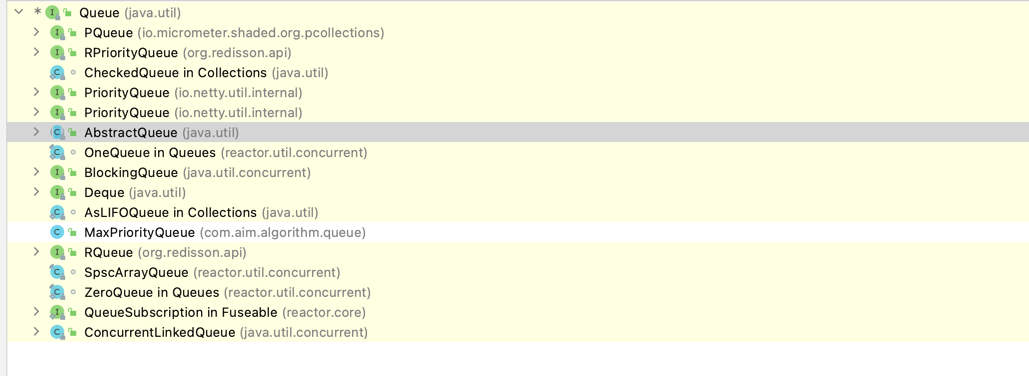 * Queue (java.util)
PQueue (io.micrometer.shaded.org.pcollections)
RPriorityQueue (org.redisson.api)
CheckedQueue in Collections (java.util)
PriorityQueue (io.netty.util.internal)
PriorityQueue (io.netty.util.internal)
AbstractQueue (java.util)
OneQueue in Queues (reactor.util.concurrent)
BlockingQueue (java.util.concurrent)
Deque (java.util)
AsLIFOQueue in Collections (java.util)
MaxPriorityQueue (com.aim.algorithm.queue)
RQueue (org.redisson.api)
SpscArrayQueue (reactor.util.concurrent)
ZeroQueue in Queues (reactor.util.concurrent)
QueueSubscription in Fuseable (reactor.core)
ConcurrentLinkedQueue (java.util.concurrent)